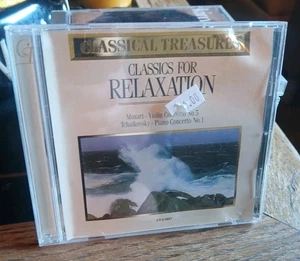 CLASSICAL TREASURES
CLASSICS FOR
RELAXATION
Mozart - Violin Concerto No.5
Tchaikovsky - Piano Concerto No.1